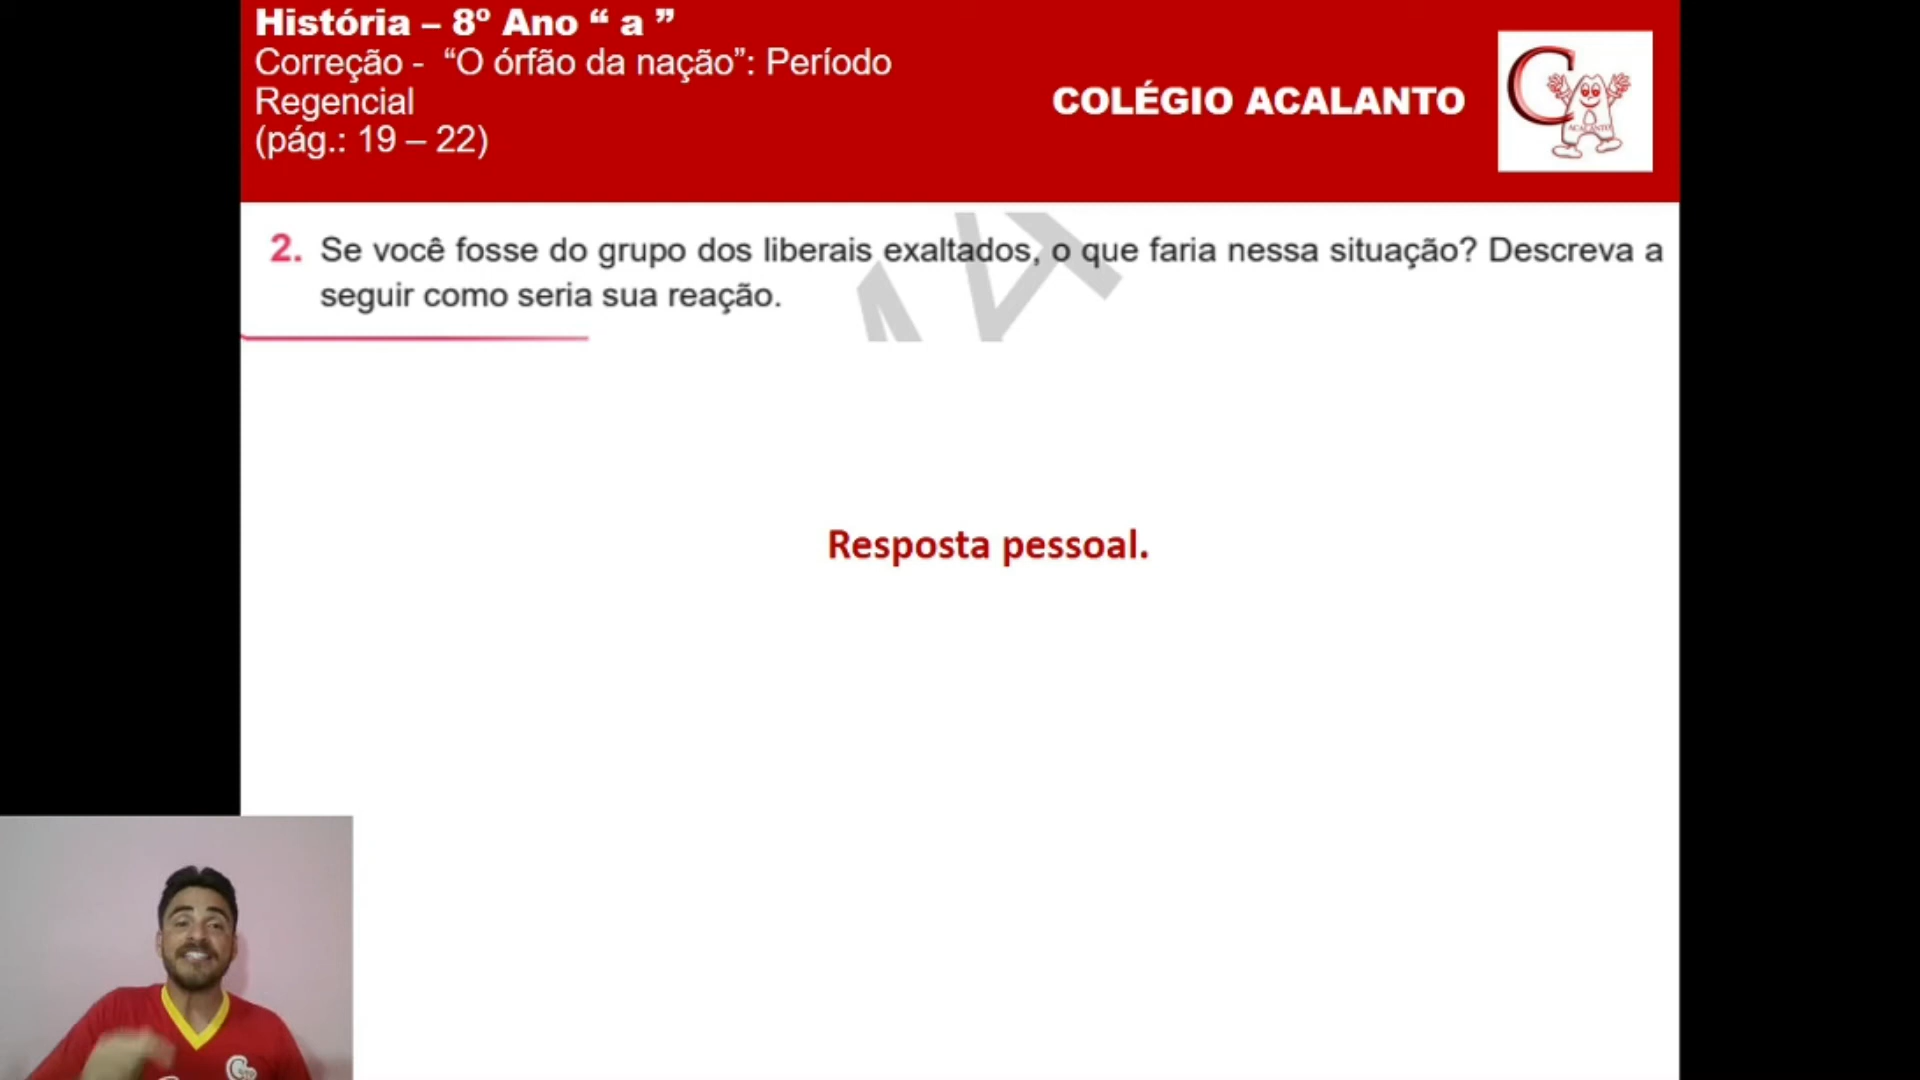 História – 8º Ano “ a ”
Correção - “O órfão da nação”: Período
Regencial
(pág.: 19 – 22)
COLÉGIO ACALANTO
ACALANTO
2. Se você fosse do grupo dos liberais exaltados, o que faria nessa situação? Descreva a
seguir como seria sua reação.
Resposta pessoal.